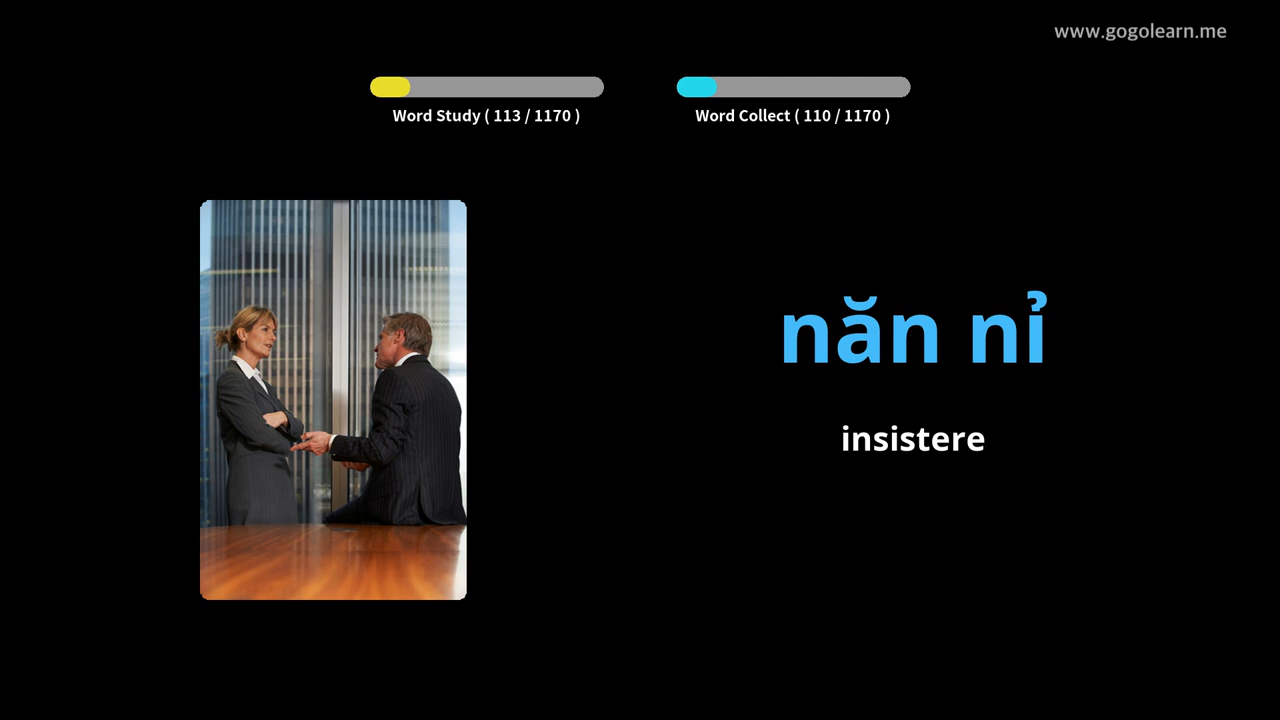 www.gogolearn.me
Word Study ( 113 / 1170 )
Word Collect ( 110 / 1170 )
năn nỉ
insistere